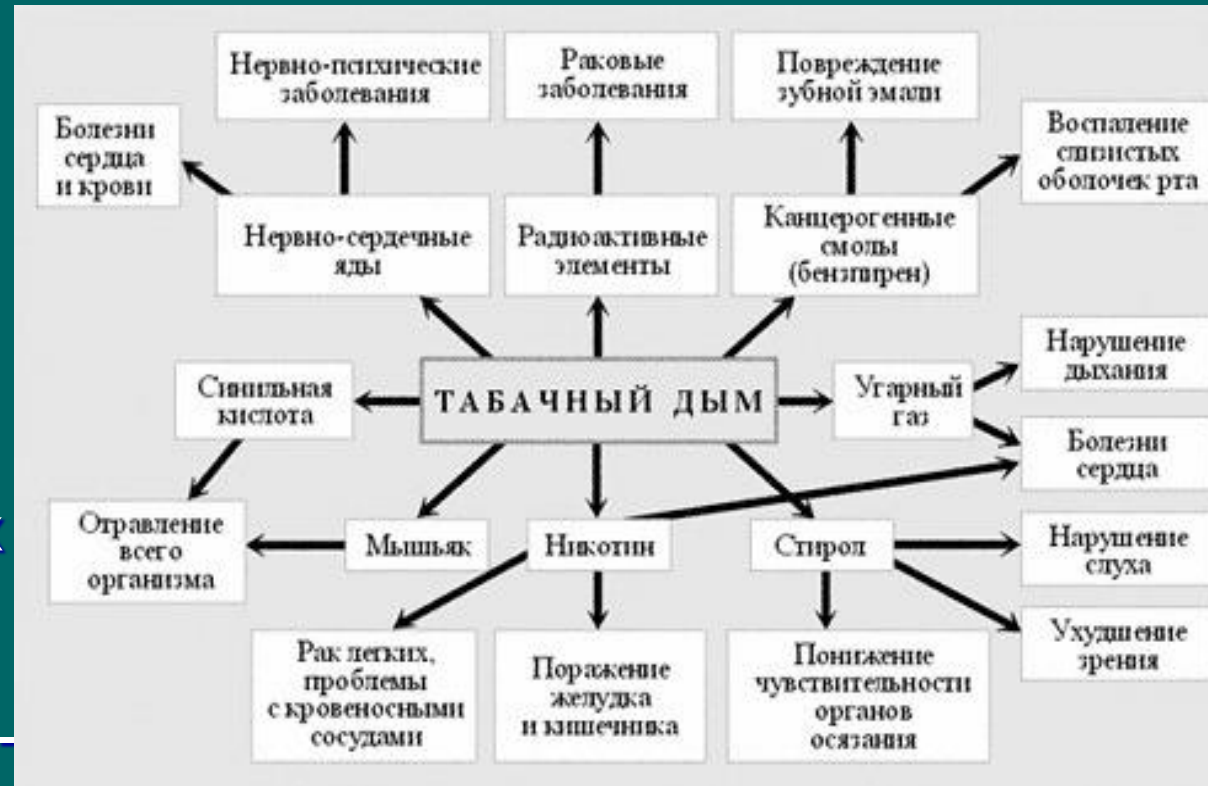 Нервно-психические
заболевания
Раковые
заболевания
Повреждение
зубной эмали
Болезни
сердца
и крови
Воспаление
слизистых
оболочек рта
Нервно-сердечные
яды
Радиоактивные
элементы
Канцерогенные
смолы
(бензпирен)
Синильная
кислота
ТАБАЧНЫЙ ДЫМ
Угарный
газ
Нарушение
дыхания
Болезни
сердца
Отравление
всего
организма
Мышьяк
Никотин
Стирол
Нарушение
слуха
Ухудшение
зрения
Рак легких,
проблемы
с кровеносными
сосудами
Поражение
желудка
и кишечника
Понижение
чувствительности
органов
осязания